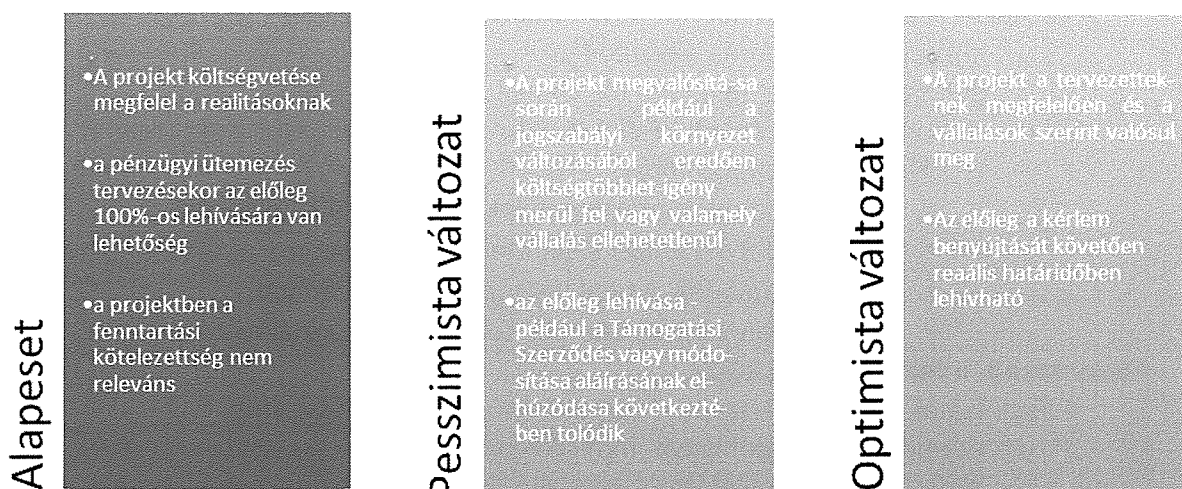 Alapeset
•A projekt költségvetése
megfelel a realitásoknak
•a pénzügyi ütemezés
tervezésekor az előleg
100%-os lehívására van
lehetőség
•a projektben a
fenntartási
kötelezettség nem
releváns
Pesszimista változat
•A projekt megvalósítá-sa
során - például a
jogszabályi környezet
változásából eredően
költségtöbblet igény
merül fel vagy valamely
vállalás ellehetetlenül
•az előleg lehívása -
például a Támogatási
Szerződés vagy módo-
sítása aláírásának el-
húzódása következté-
ben tolódik
Optimista változat
•A projekt a tervezettek-
nek megfelelően és a
vállalások szerint valósul
meg
•Az előleg a kérlem
benyújtását követően
reaális határidőben
lehívható